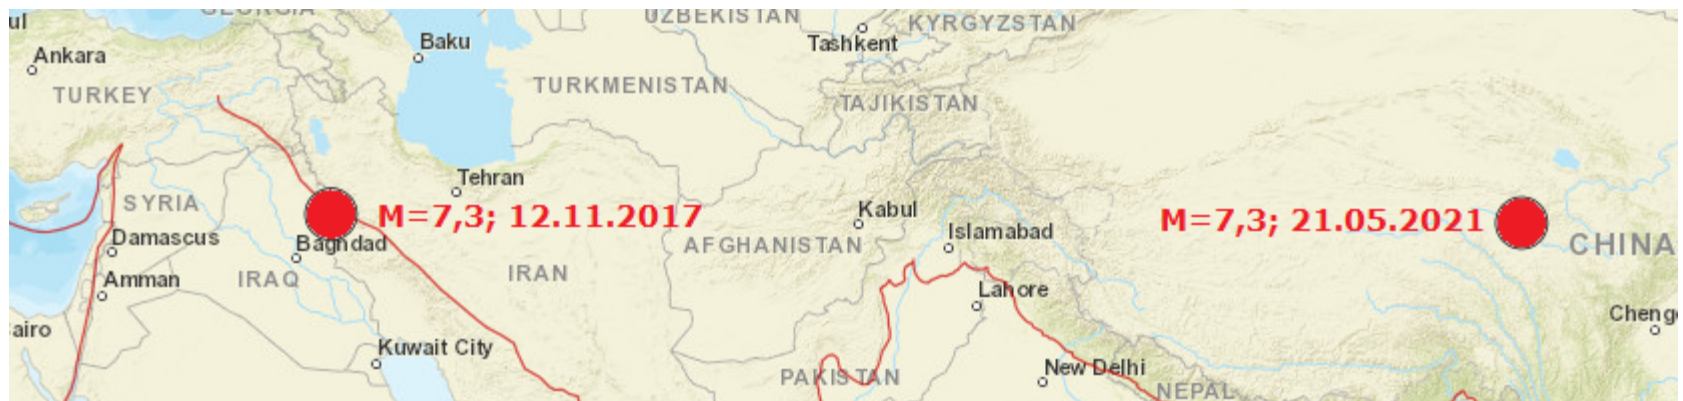 GEORGIA
UZBEKISTAN
KYRGYZSTAN
ul
Baku
Tashkent
Ankara
TURKEY
TURKMENISTAN
TAJIKISTAN
Tehran
SYRIA
M=7,3; 12.11.2017
Kabul
M=7,3; 21.05.2021
Damascus
Baghdad
AFGHANISTAN
Islamabad
CHINA
Amman
IRAQ
IRAN
Lahore
airo
Kuwait City
Cheng
PAKISTAN
New Delhi
NEPAL